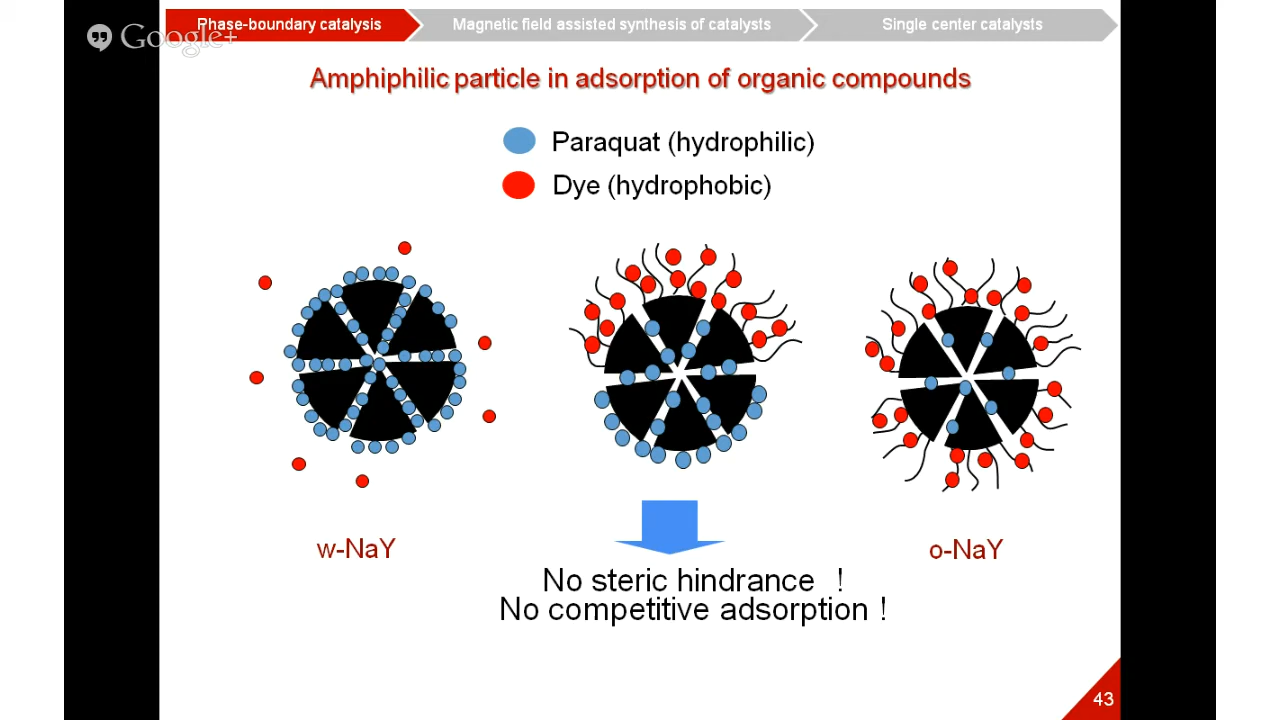 Phase-boundary catalysis
Magnetic field assisted synthesis of catalysts
Single center catalysts
Google+
Amphiphilic particle in adsorption of organic compounds
Paraquat (hydrophilic)
Dye (hydrophobic)
w-NaY
o-NaY
No steric hindrance !
No competitive adsorption !
43